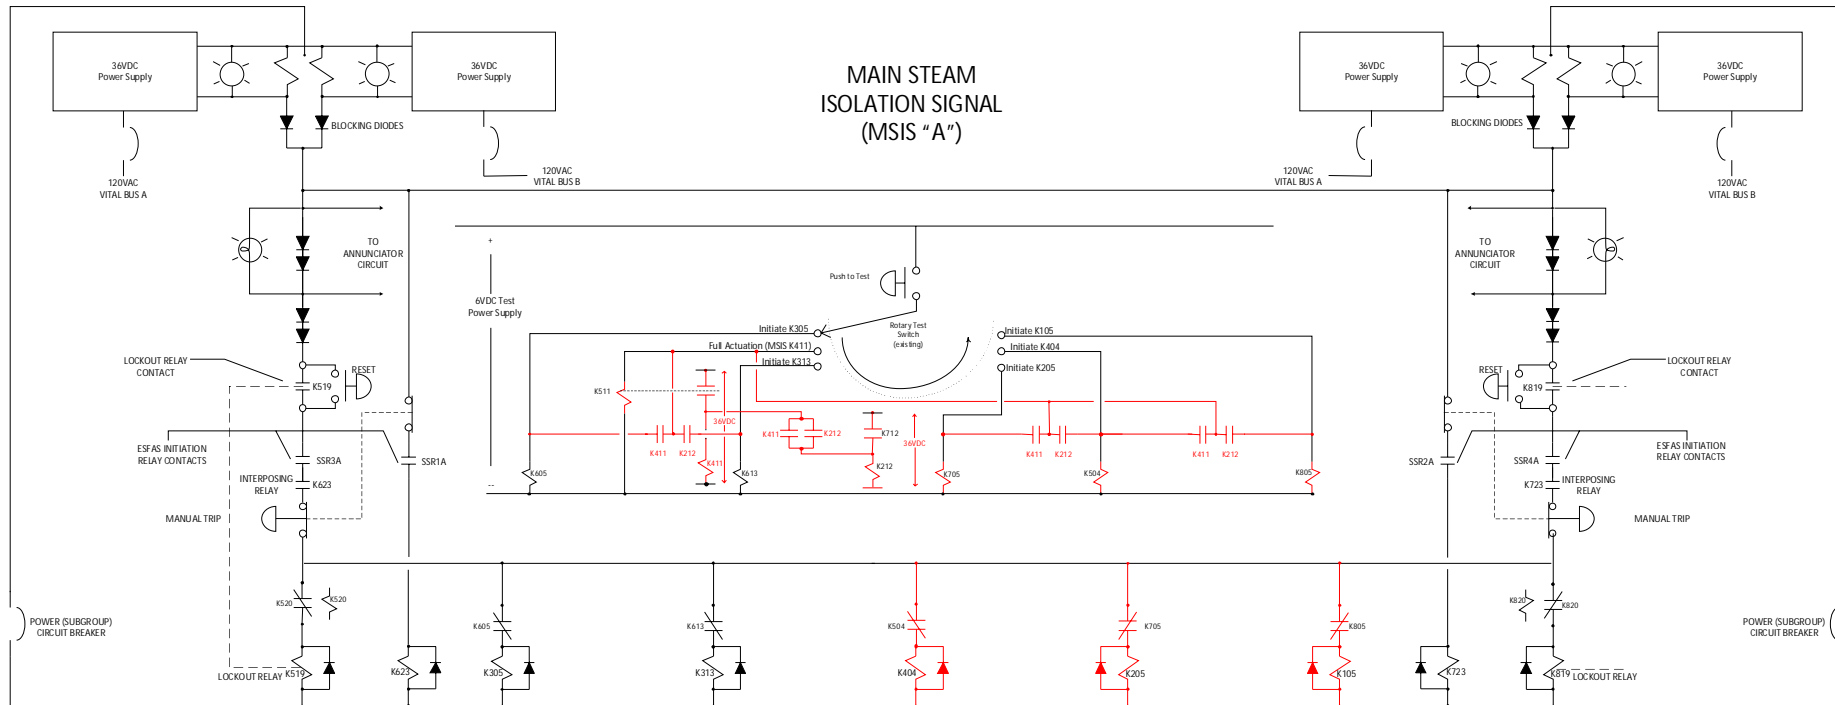 MAIN STEAM
ISOLATION SIGNAL
(MSIS “A”)
36VDC
Power Supply
36VDC
Power Supply
BLOCKING DIODES
120VAC
VITAL BUS A
120VAC
VITAL BUS B
36VDC
Power Supply
36VDC
Power Supply
BLOCKING DIODES
120VAC
VITAL BUS A
120VAC
VITAL BUS B
TO
ANNUNCIATOR
CIRCUIT
TO
ANNUNCIATOR
CIRCUIT
+
6VDC Test
Power Supply
--
Push to Test
Rotary Test
Switch
(existing)
Initiate K305
Full Actuation (MSIS K411)
Initiate K313
Initiate K105
Initiate K404
Initiate K205
LOCKOUT RELAY
CONTACT
K519
RESET
ESFAS INITIATION
RELAY CONTACTS
SSR3A
SSR1A
INTERPOSING
RELAY
K623
MANUAL TRIP
K511
36VDC
K411
K212
K411
K605
K613
K411
K212
K712
K212
36VDC
K705
K411
K212
K504
K411
K212
K805
LOCKOUT RELAY
CONTACT
RESET
K819
ESFAS INITIATION
RELAY CONTACTS
SSR2A
SSR4A
K723
INTERPOSING
RELAY
MANUAL TRIP
POWER (SUBGROUP)
CIRCUIT BREAKER
K520
K520
K605
K613
K504
K705
K805
K820
K820
POWER (SUBGROUP)
CIRCUIT BREAKER
LOCKOUT RELAY
K519
K623
K305
K313
K404
K205
K105
K723
K819
LOCKOUT RELAY